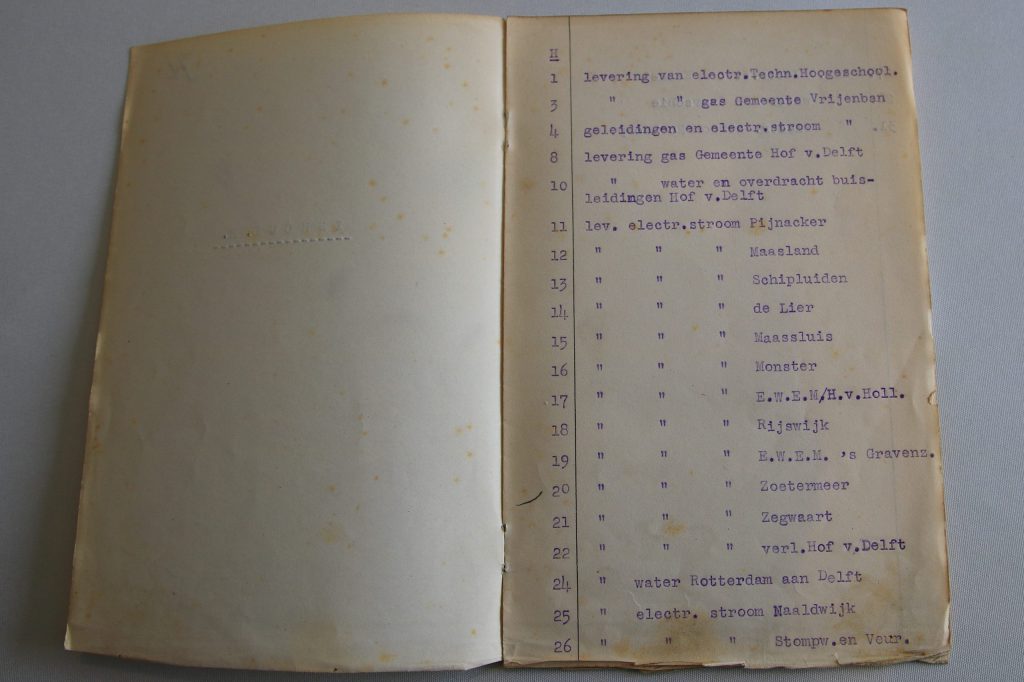 H
1 levering van electr.Techn.Hoogeschool.
3 " " gas Gemeente Vrijenban
4 geleidingen en electr.stroom " .
8 levering gas Gemeente Hof v.Delft
10 " water en overdracht buis-
leidingen Hof v.Delft
11 lev. electr.stroom Pijnacker
12 " " " Maasland
13 " " " Schipluiden
14 " " " de Lier
15 " " " Maassluis
16 " " " Monster
17 " " " E.W.E.M/H.v.Holl.
18 " " " Rijswijk
19 " " " E.W.E.M. 's Gravenz.
20 " " " Zoetermeer
21 " " " Zegwaart
22 " " " verl.Hof v.Delft
24 " water Rotterdam aan Delft
25 " electr. stroom Naaldwijk
26 " " " Stompw.en Veur.